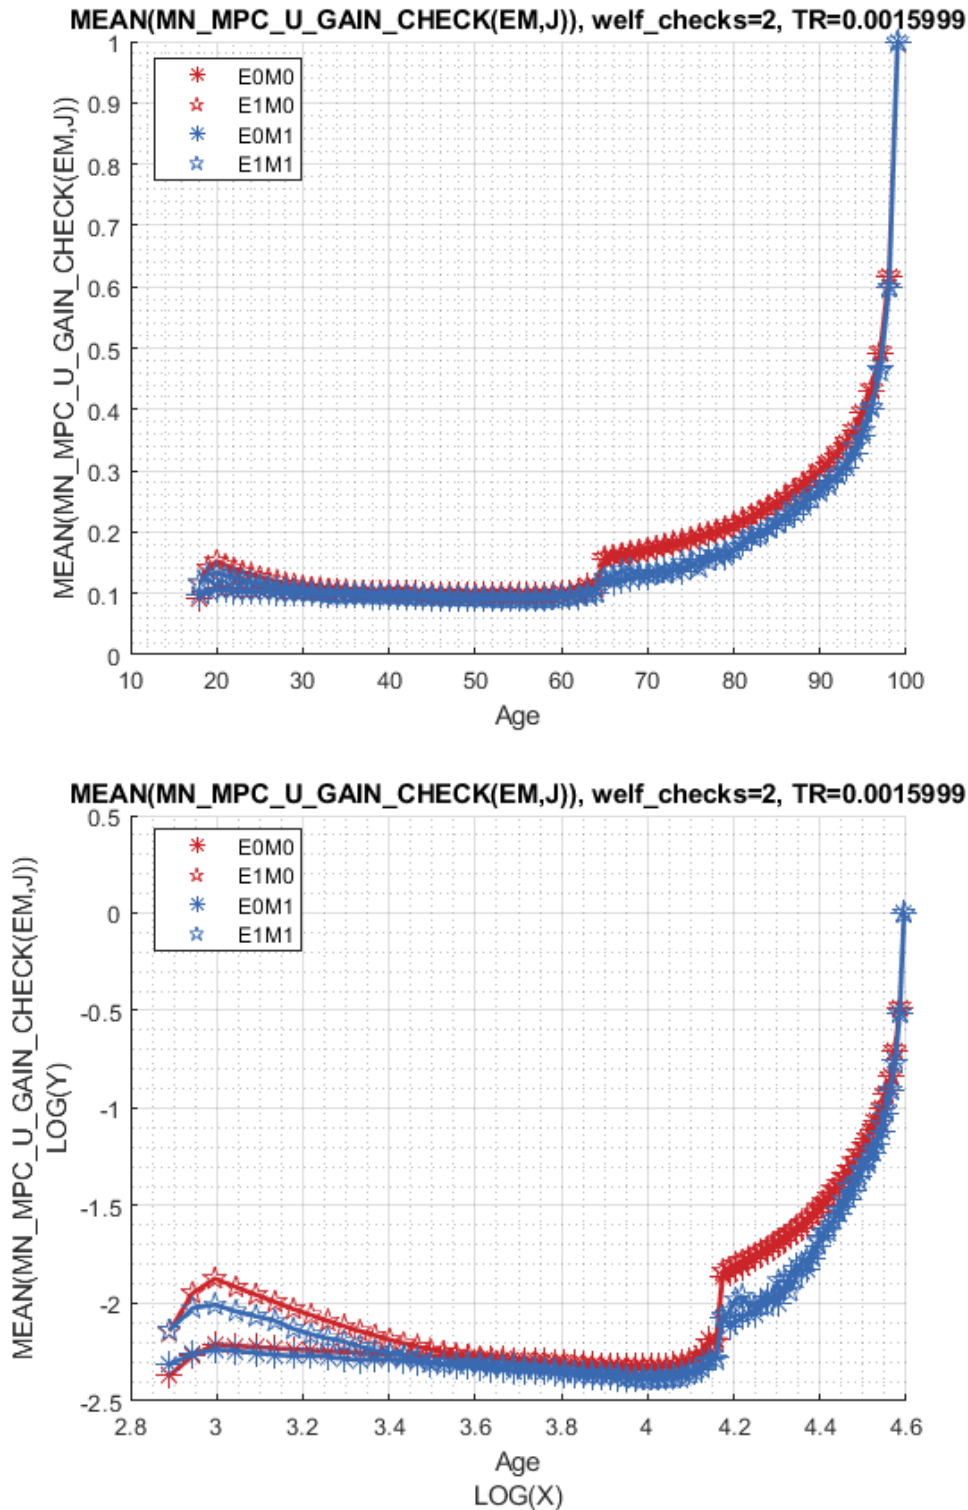 MEAN(MN_MPC_U_GAIN_CHECK(EM,J)), welf_checks=2, TR=0.0015999
MEAN(MN_MPC_U_GAIN_CHECK(EM,J))
1
0.9
0.8
0.7
0.6
0.5
0.4
0.3
0.2
0.1
0
E0M0
E1M0
E0M1
E1M1
10 20 30 40 50 60 70 80 90 100
Age
MEAN(MN_MPC_U_GAIN_CHECK(EM,J)), welf_checks=2, TR=0.0015999
MEAN(MN_MPC_U_GAIN_CHECK(EM,J))
LOG(Y)
0.5
0
-0.5
-1
-1.5
-2
-2.5
E0M0
E1M0
E0M1
E1M1
2.8 3 3.2 3.4 3.6 3.8 4 4.2 4.4 4.6
Age
LOG(X)